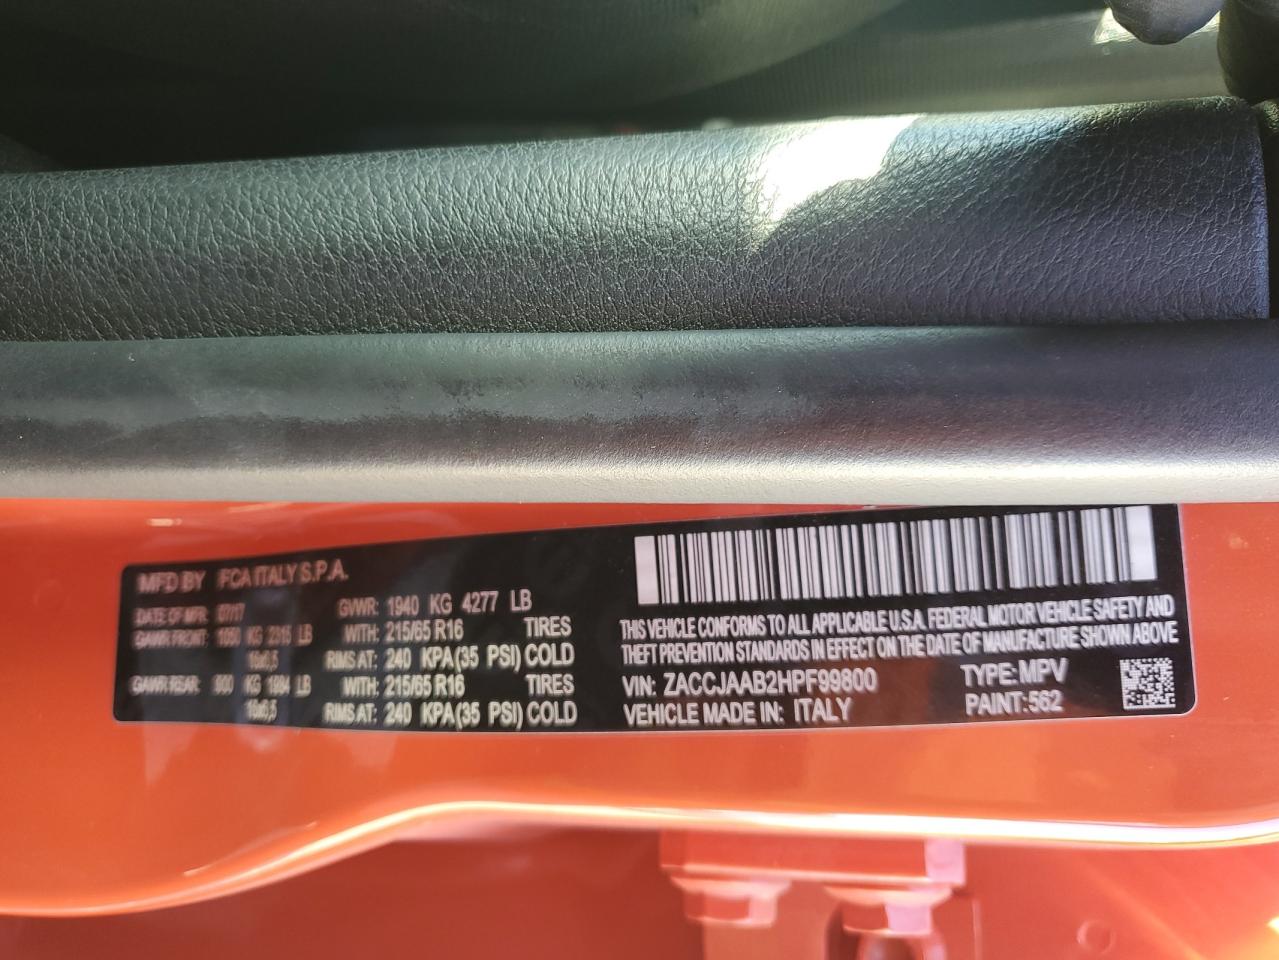 MFD BY FCA ITALY S.P.A.
DATE OF MFR 07/17 GVWR: 1940 KG 4277 LB
GAWR FRONT: 1050 KG 2315 LB WITH: 215/65 R16 TIRES
16x6,5 RIMS AT: 240 KPA(35 PSI) COLD
GAWR REAR: 900 KG 1984 LB WITH: 215/65 R16 TIRES
16x6,5 RIMS AT: 240 KPA(35 PSI) COLD
THIS VEHICLE CONFORMS TO ALL APPLICABLE U.S.A. FEDERAL MOTOR VEHICLE SAFETY AND
THEFT PREVENTION STANDARDS IN EFFECT ON THE DATE OF MANUFACTURE SHOWN ABOVE
VIN: ZACCJAAB2HPF99800 TYPE: MPV
VEHICLE MADE IN: ITALY PAINT:562